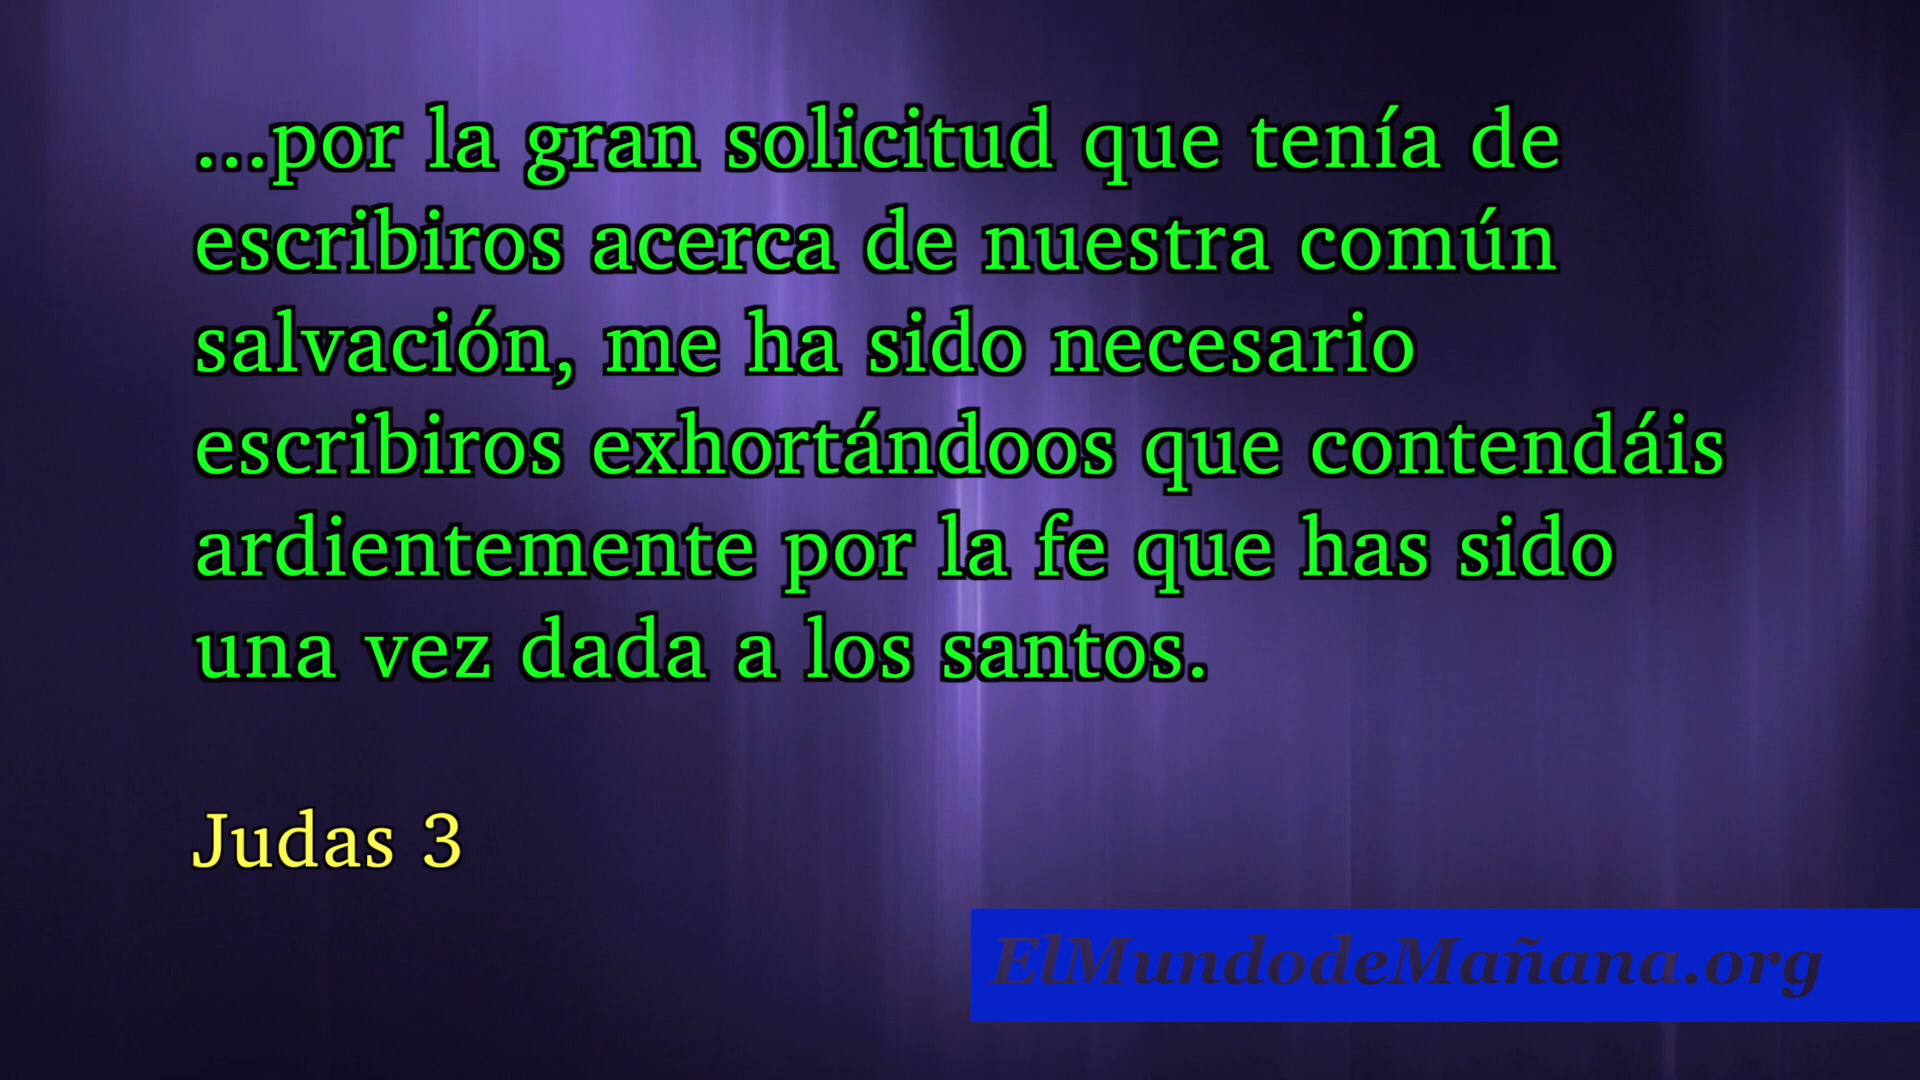 ...por la gran solicitud que tenía de
escribiros acerca de nuestra común
salvación, me ha sido necesario
escribiros exhortándoos que contendáis
ardientemente por la fe que has sido
una vez dada a los santos.
Judas 3
ElMundodeMañana.org